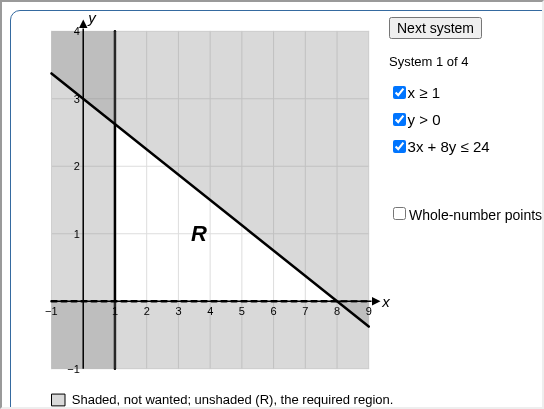 y
Next system
4
System 1 of 4
x ≥ 1
3
y > 0
3x + 8y ≤ 24
2
Whole-number points
1
R
x
−1 1 2 3 4 5 6 7 8 9
−1
Shaded, not wanted; unshaded (R), the required region.